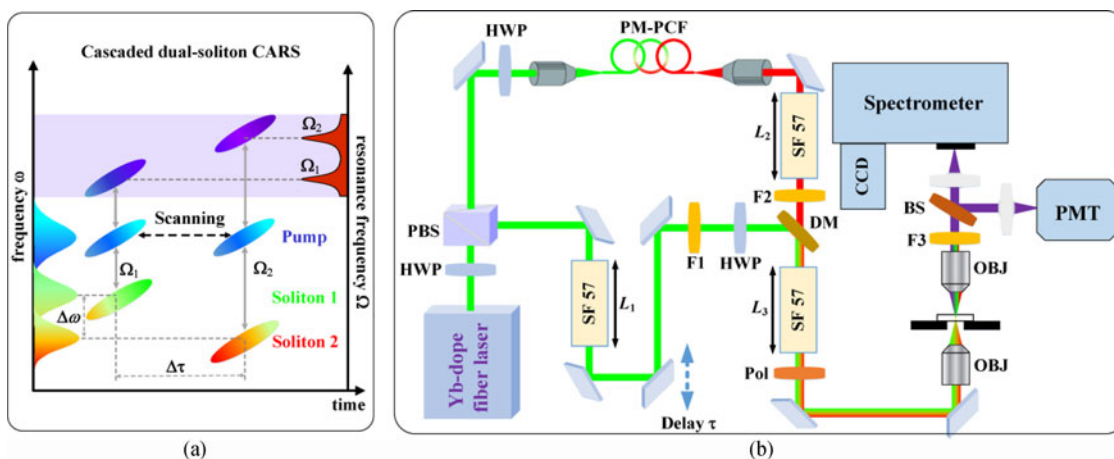 (a)
Cascaded dual-soliton CARS
frequency ω
resonance frequency Ω
Ω2
Ω1
Scanning
Pump
Ω1
Ω2
Soliton 1
Δω
Soliton 2
Δτ
time
(a)
(b)
HWP
PM-PCF
Spectrometer
L2
SF 57
CCD
F2
BS
PMT
PBS
DM
F3
HWP
F1
HWP
OBJ
SF 57
L1
L3
SF 57
Yb-dope
fiber laser
Pol
OBJ
Delay τ
(b)